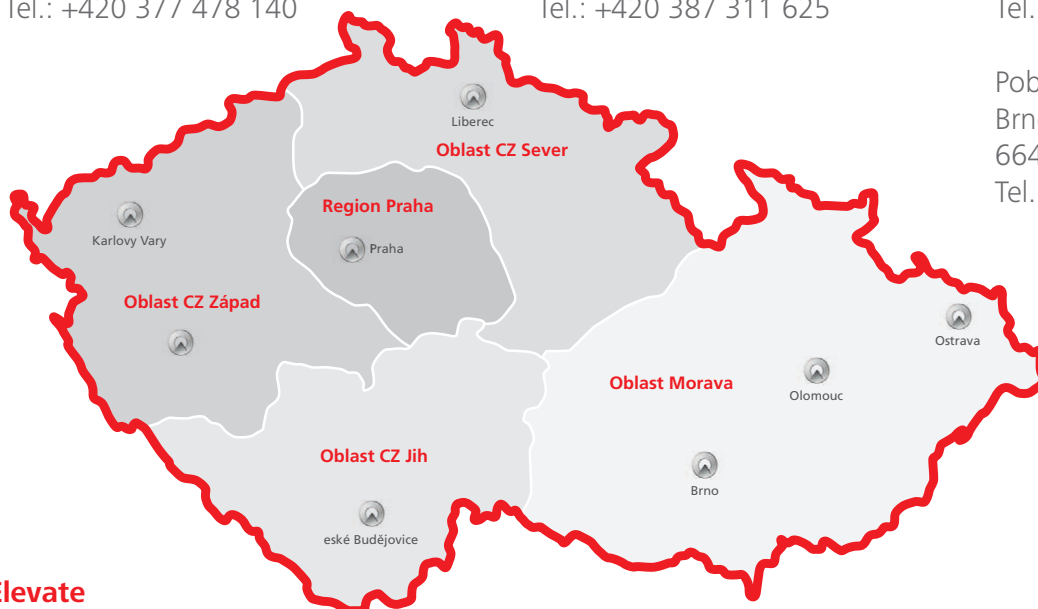 Tel.: +420 377 478 140
Tel.: +420 387 311 625
Tel.
Pob
Brn
664
Tel.
Liberec
Oblast CZ Sever
Region Praha
Karlovy Vary
Praha
Oblast CZ Západ
Ostrava
Oblast Morava
Olomouc
Oblast CZ Jih
Brno
eské Budějovice
Elevate